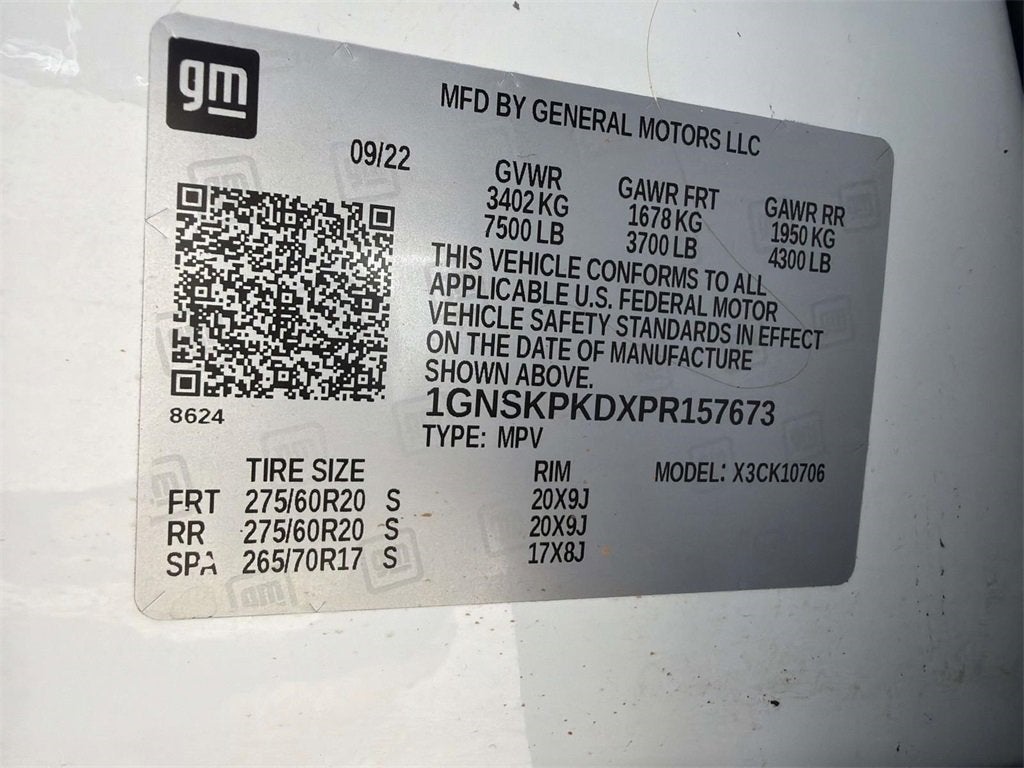 gm
MFD BY GENERAL MOTORS LLC
09/22
GVWR GAWR FRT GAWR RR
3402 KG 1678 KG 1950 KG
7500 LB 3700 LB 4300 LB
THIS VEHICLE CONFORMS TO ALL
APPLICABLE U.S. FEDERAL MOTOR
VEHICLE SAFETY STANDARDS IN EFFECT
ON THE DATE OF MANUFACTURE
SHOWN ABOVE.
8624
1GNSKPKDXPR157673
TYPE: MPV
TIRE SIZE RIM MODEL: X3CK10706
FRT 275/60R20 S 20X9J
RR 275/60R20 S 20X9J
SPA 265/70R17 S 17X8J